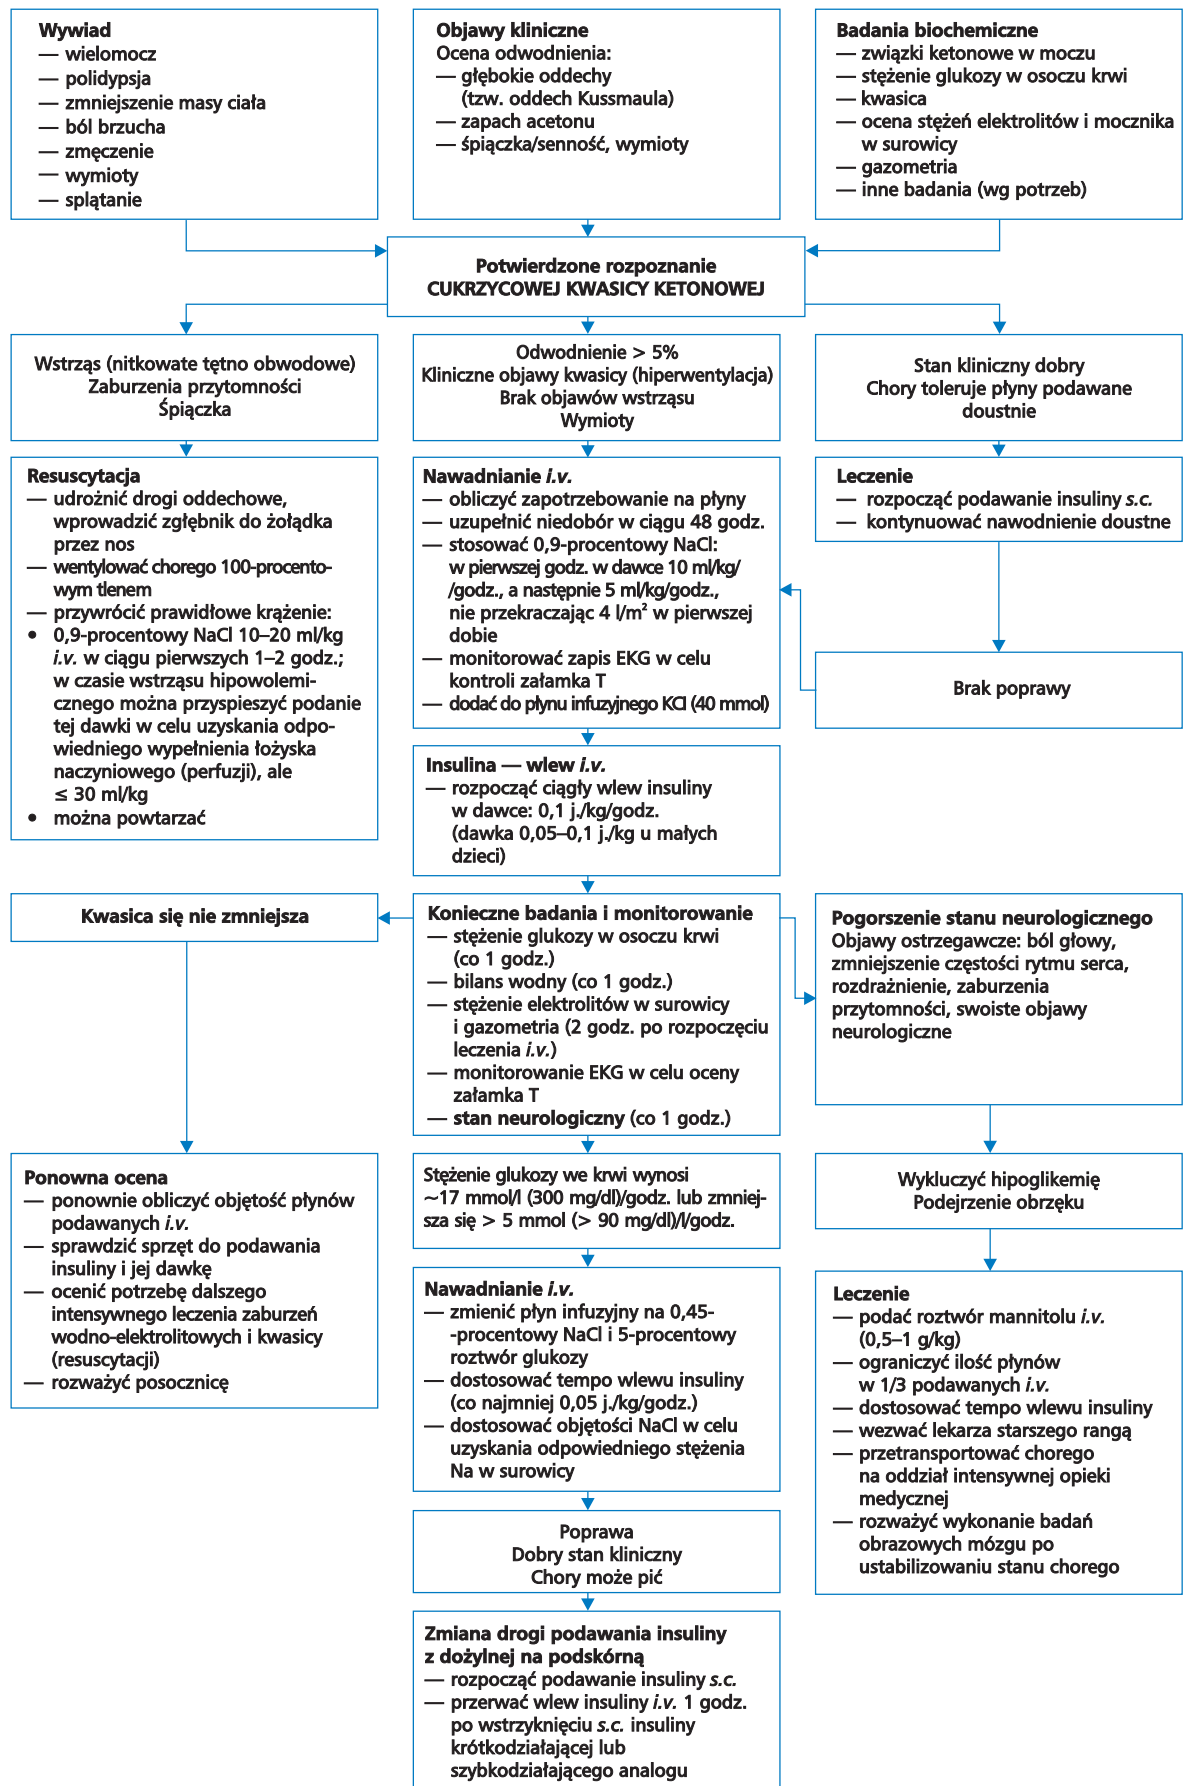 Wywiad
— wielomocz
— polidypsja
— zmniejszenie masy ciała
— ból brzucha
— zmęczenie
— wymioty
— splątanie
Objawy kliniczne
Ocena odwodnienia:
— głębokie oddechy
(tzw. oddech Kussmaula)
— zapach acetonu
— śpiączka/senność, wymioty
Badania biochemiczne
— związki ketonowe w moczu
— stężenie glukozy w osoczu krwi
— kwasica
— ocena stężeń elektrolitów i mocznika
w surowicy
— gazometria
— inne badania (wg potrzeb)
Potwierdzone rozpoznanie
CUKRZYCOWEJ KWASICY KETONOWEJ
Wstrząs (nitkowate tętno obwodowe)
Zaburzenia przytomności
Śpiączka
Odwodnienie > 5%
Kliniczne objawy kwasicy (hiperwentylacja)
Brak objawów wstrząsu
Wymioty
Stan kliniczny dobry
Chory toleruje płyny podawane
doustnie
Resuscytacja
— udrożnić drogi oddechowe,
wprowadzić zgłębnik do żołądka
przez nos
— wentylować chorego 100-procento-
wym tlenem
— przywrócić prawidłowe krążenie:
• 0,9-procentowy NaCl 10–20 ml/kg
i.v. w ciągu pierwszych 1–2 godz.;
w czasie wstrząsu hipowolemi-
cznego można przyspieszyć podanie
tej dawki w celu uzyskania odpo-
wiedniego wypełnienia łożyska
naczyniowego (perfuzji), ale
≤ 30 ml/kg
• można powtarzać
Nawadnianie i.v.
— obliczyć zapotrzebowanie na płyny
— uzupełnić niedobór w ciągu 48 godz.
— stosować 0,9-procentowy NaCl:
w pierwszej godz. w dawce 10 ml/kg/
/godz., a następnie 5 ml/kg/godz.,
nie przekraczając 4 l/m² w pierwszej
dobie
— monitorować zapis EKG w celu
kontroli załamka T
— dodać do płynu infuzyjnego KCl (40 mmol)
Leczenie
— rozpocząć podawanie insuliny s.c.
— kontynuować nawodnienie doustne
Brak poprawy
Insulina — wlew i.v.
— rozpocząć ciągły wlew insuliny
w dawce: 0,1 j./kg/godz.
(dawka 0,05–0,1 j./kg u małych
dzieci)
Kwasica się nie zmniejsza
Konieczne badania i monitorowanie
— stężenie glukozy w osoczu krwi
(co 1 godz.)
— bilans wodny (co 1 godz.)
— stężenie elektrolitów w surowicy
i gazometria (2 godz. po rozpoczęciu
leczenia i.v.)
— monitorowanie EKG w celu oceny
załamka T
— stan neurologiczny (co 1 godz.)
Pogorszenie stanu neurologicznego
Objawy ostrzegawcze: ból głowy,
zmniejszenie częstości rytmu serca,
rozdrażnienie, zaburzenia
przytomności, swoiste objawy
neurologiczne
Ponowna ocena
— ponownie obliczyć objętość płynów
podawanych i.v.
— sprawdzić sprzęt do podawania
insuliny i jej dawkę
— ocenić potrzebę dalszego
intensywnego leczenia zaburzeń
wodno-elektrolitowych i kwasicy
(resuscytacji)
— rozważyć posocznicę
Stężenie glukozy we krwi wynosi
~17 mmol/l (300 mg/dl)/godz. lub zmniej-
sza się > 5 mmol (> 90 mg/dl)/l/godz.
Wykluczyć hipoglikemię
Podejrzenie obrzęku
Nawadnianie i.v.
— zmienić płyn infuzyjny na 0,45-
-procentowy NaCl i 5-procentowy
roztwór glukozy
— dostosować tempo wlewu insuliny
(co najmniej 0,05 j./kg/godz.)
— dostosować objętości NaCl w celu
uzyskania odpowiedniego stężenia
Na w surowicy
Leczenie
— podać roztwór mannitolu i.v.
(0,5–1 g/kg)
— ograniczyć ilość płynów
w 1/3 podawanych i.v.
— dostosować tempo wlewu insuliny
— wezwać lekarza starszego rangą
— przetransportować chorego
na oddział intensywnej opieki
medycznej
— rozważyć wykonanie badań
obrazowych mózgu po
ustabilizowaniu stanu chorego
Poprawa
Dobry stan kliniczny
Chory może pić
Zmiana drogi podawania insuliny
z dożylnej na podskórną
— rozpocząć podawanie insuliny s.c.
— przerwać wlew insuliny i.v. 1 godz.
po wstrzyknięciu s.c. insuliny
krótkodziałającej lub
szybkodziałającego analogu